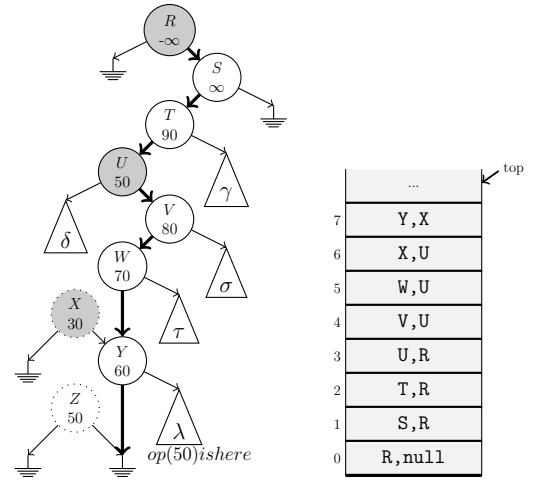 R
-∞
S
∞
T
90
U
50
δ
γ
V
80
W
70
σ
X
30
τ
Y
60
Z
50
λ
op(50)ishere
top
...
7 Y,X
6 X,U
5 W,U
4 V,U
3 U,R
2 T,R
1 S,R
0 R,null